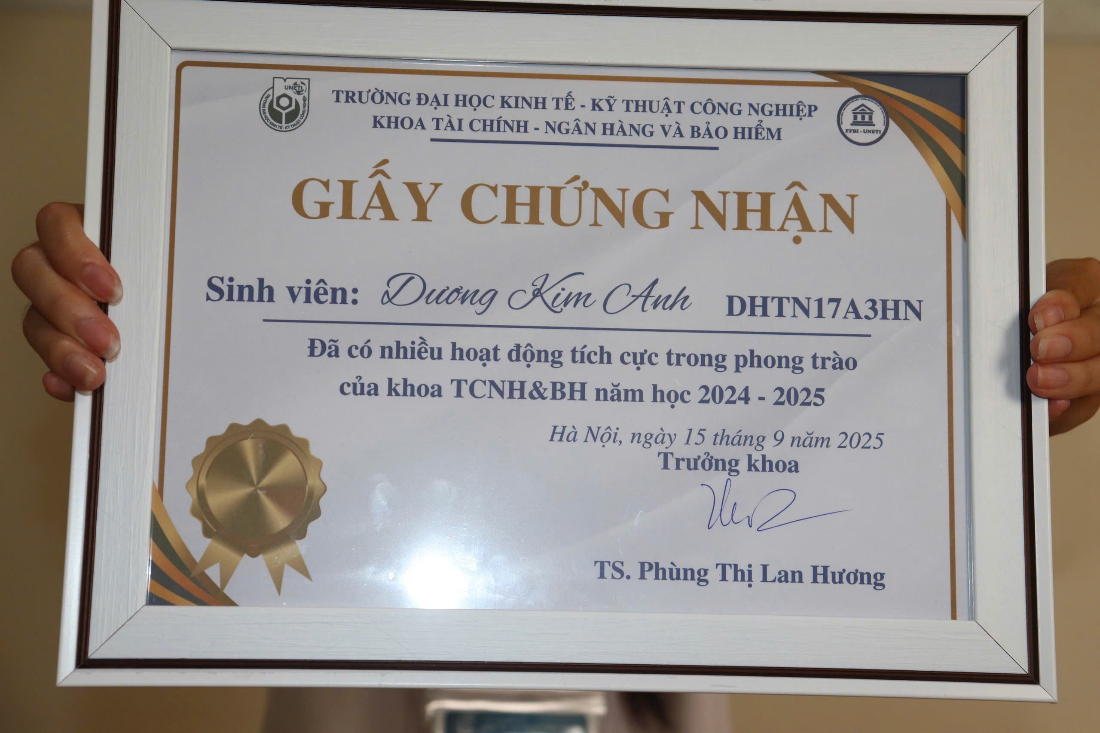 UNETI
TRƯỜNG ĐẠI HỌC KINH TẾ - KỸ THUẬT CÔNG NGHIỆP
KHOA TÀI CHÍNH - NGÂN HÀNG VÀ BẢO HIỂM
FFBI - UNETI
GIẤY CHỨNG NHẬN
Sinh viên: Dương Kim Anh DHTN17A3HN
Đã có nhiều hoạt động tích cực trong phong trào
của khoa TCNH&BH năm học 2024 - 2025
Hà Nội, ngày 15 tháng 9 năm 2025
Trưởng khoa
TS. Phùng Thị Lan Hương